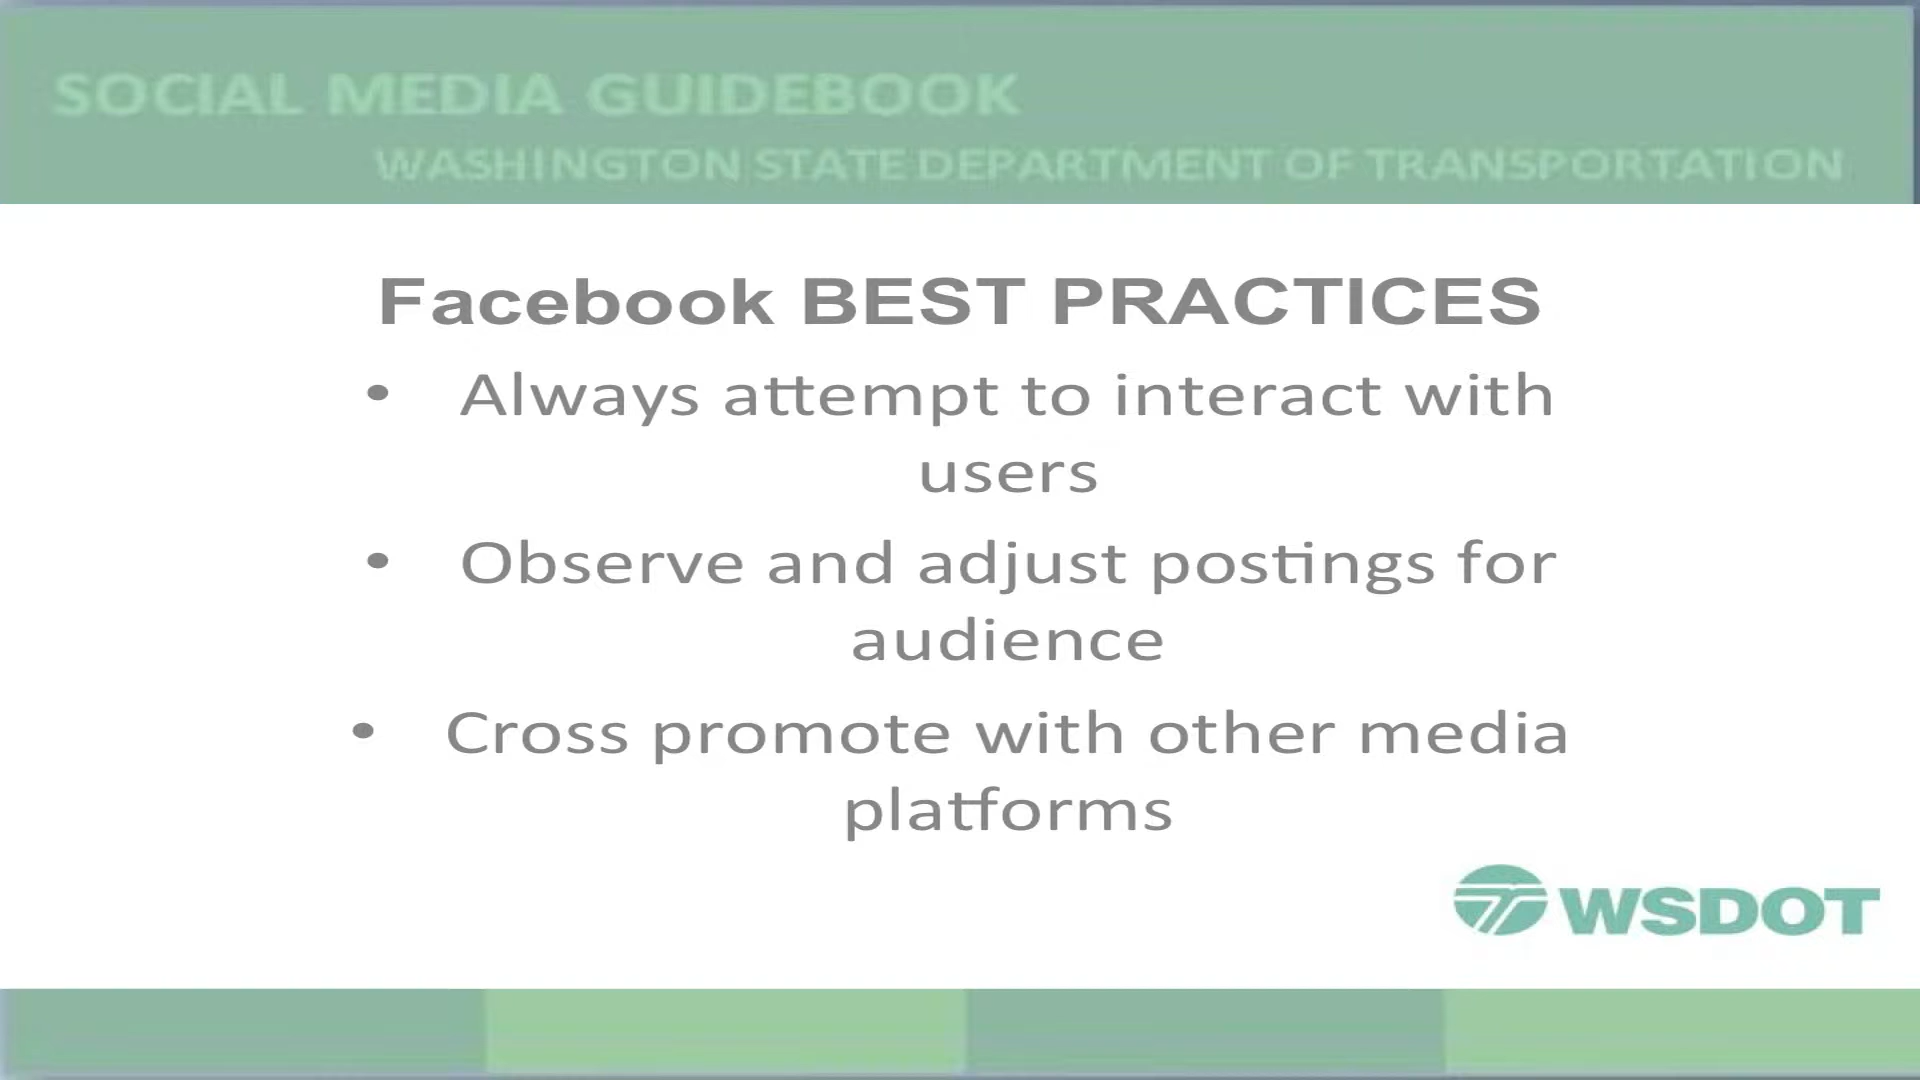 SOCIAL MEDIA GUIDEBOOK
WASHINGTON STATE DEPARTMENT OF TRANSPORTATION
Facebook BEST PRACTICES
• Always attempt to interact with
users
• Observe and adjust postings for
audience
• Cross promote with other media
platforms
WSDOT